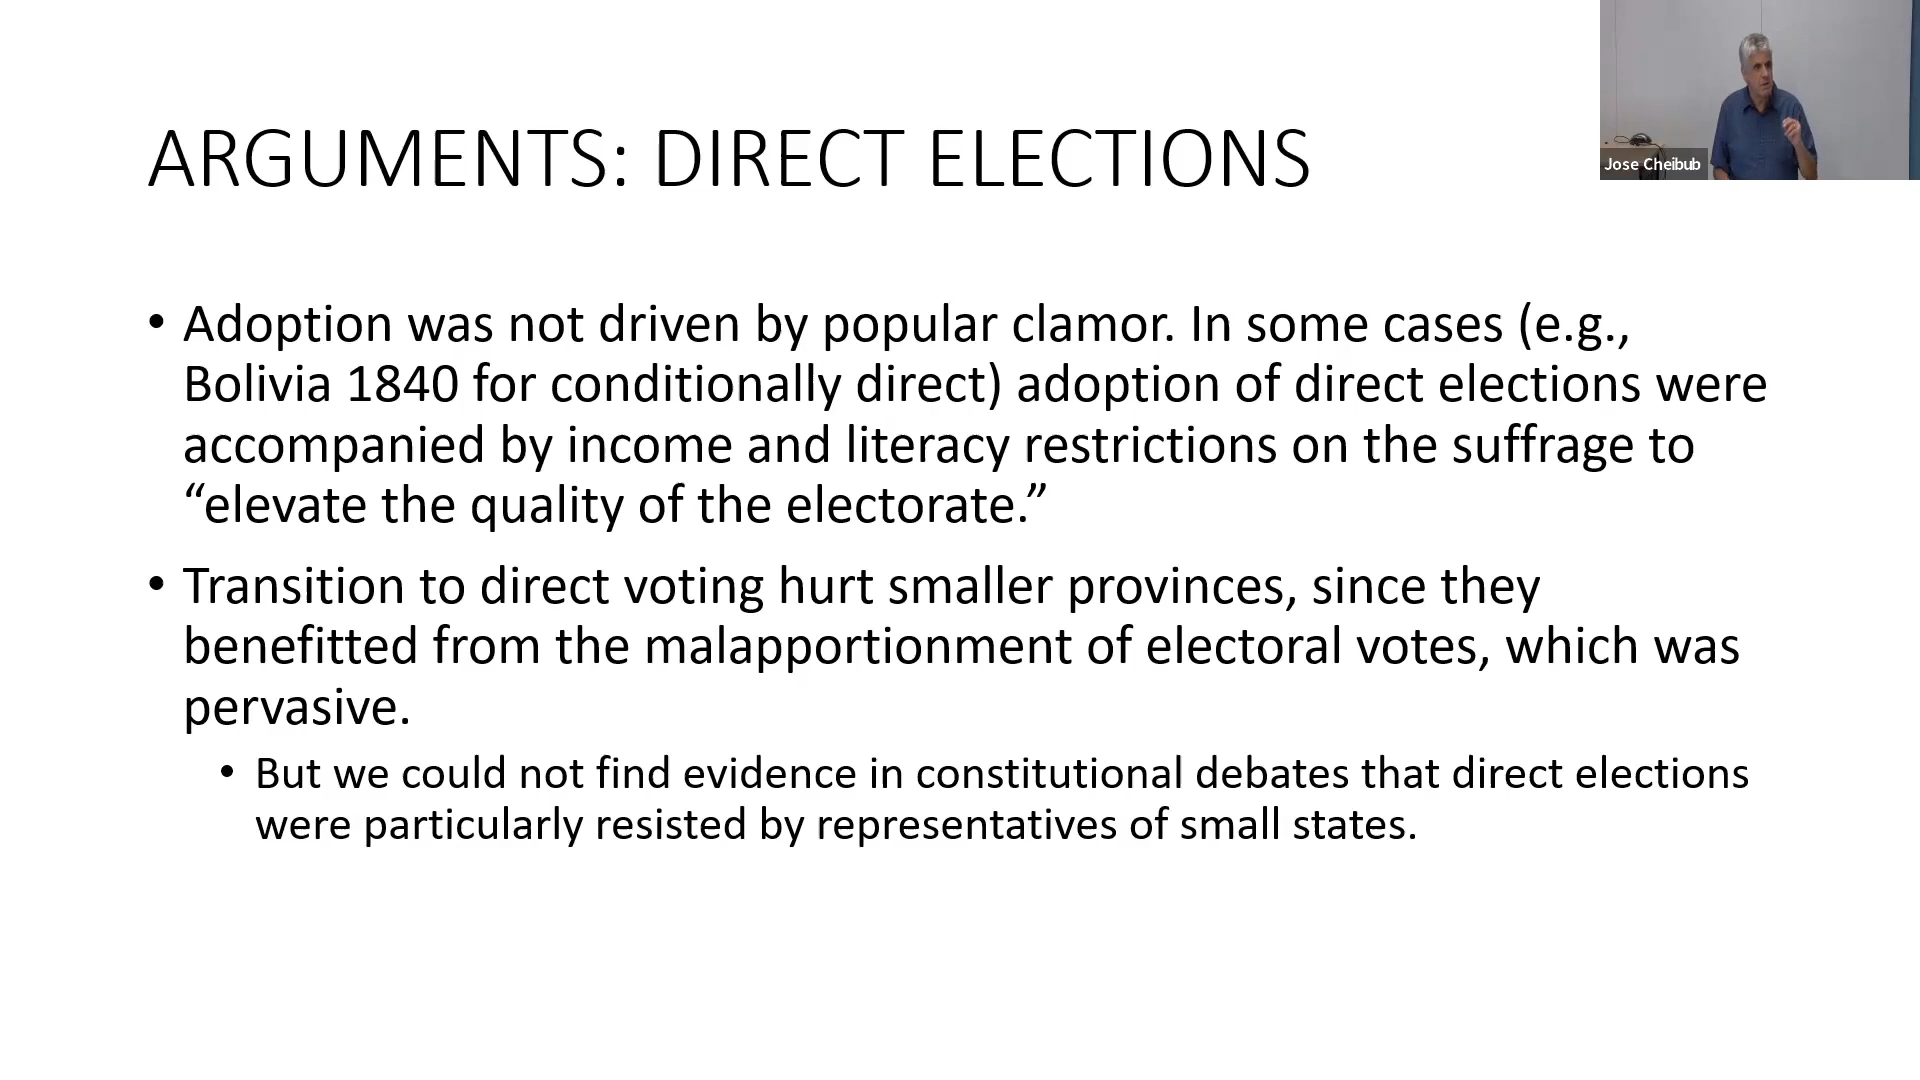 ARGUMENTS: DIRECT ELECTIONS
Jose Cheibub
• Adoption was not driven by popular clamor. In some cases (e.g.,
Bolivia 1840 for conditionally direct) adoption of direct elections were
accompanied by income and literacy restrictions on the suffrage to
“elevate the quality of the electorate.”
• Transition to direct voting hurt smaller provinces, since they
benefitted from the malapportionment of electoral votes, which was
pervasive.
• But we could not find evidence in constitutional debates that direct elections
were particularly resisted by representatives of small states.